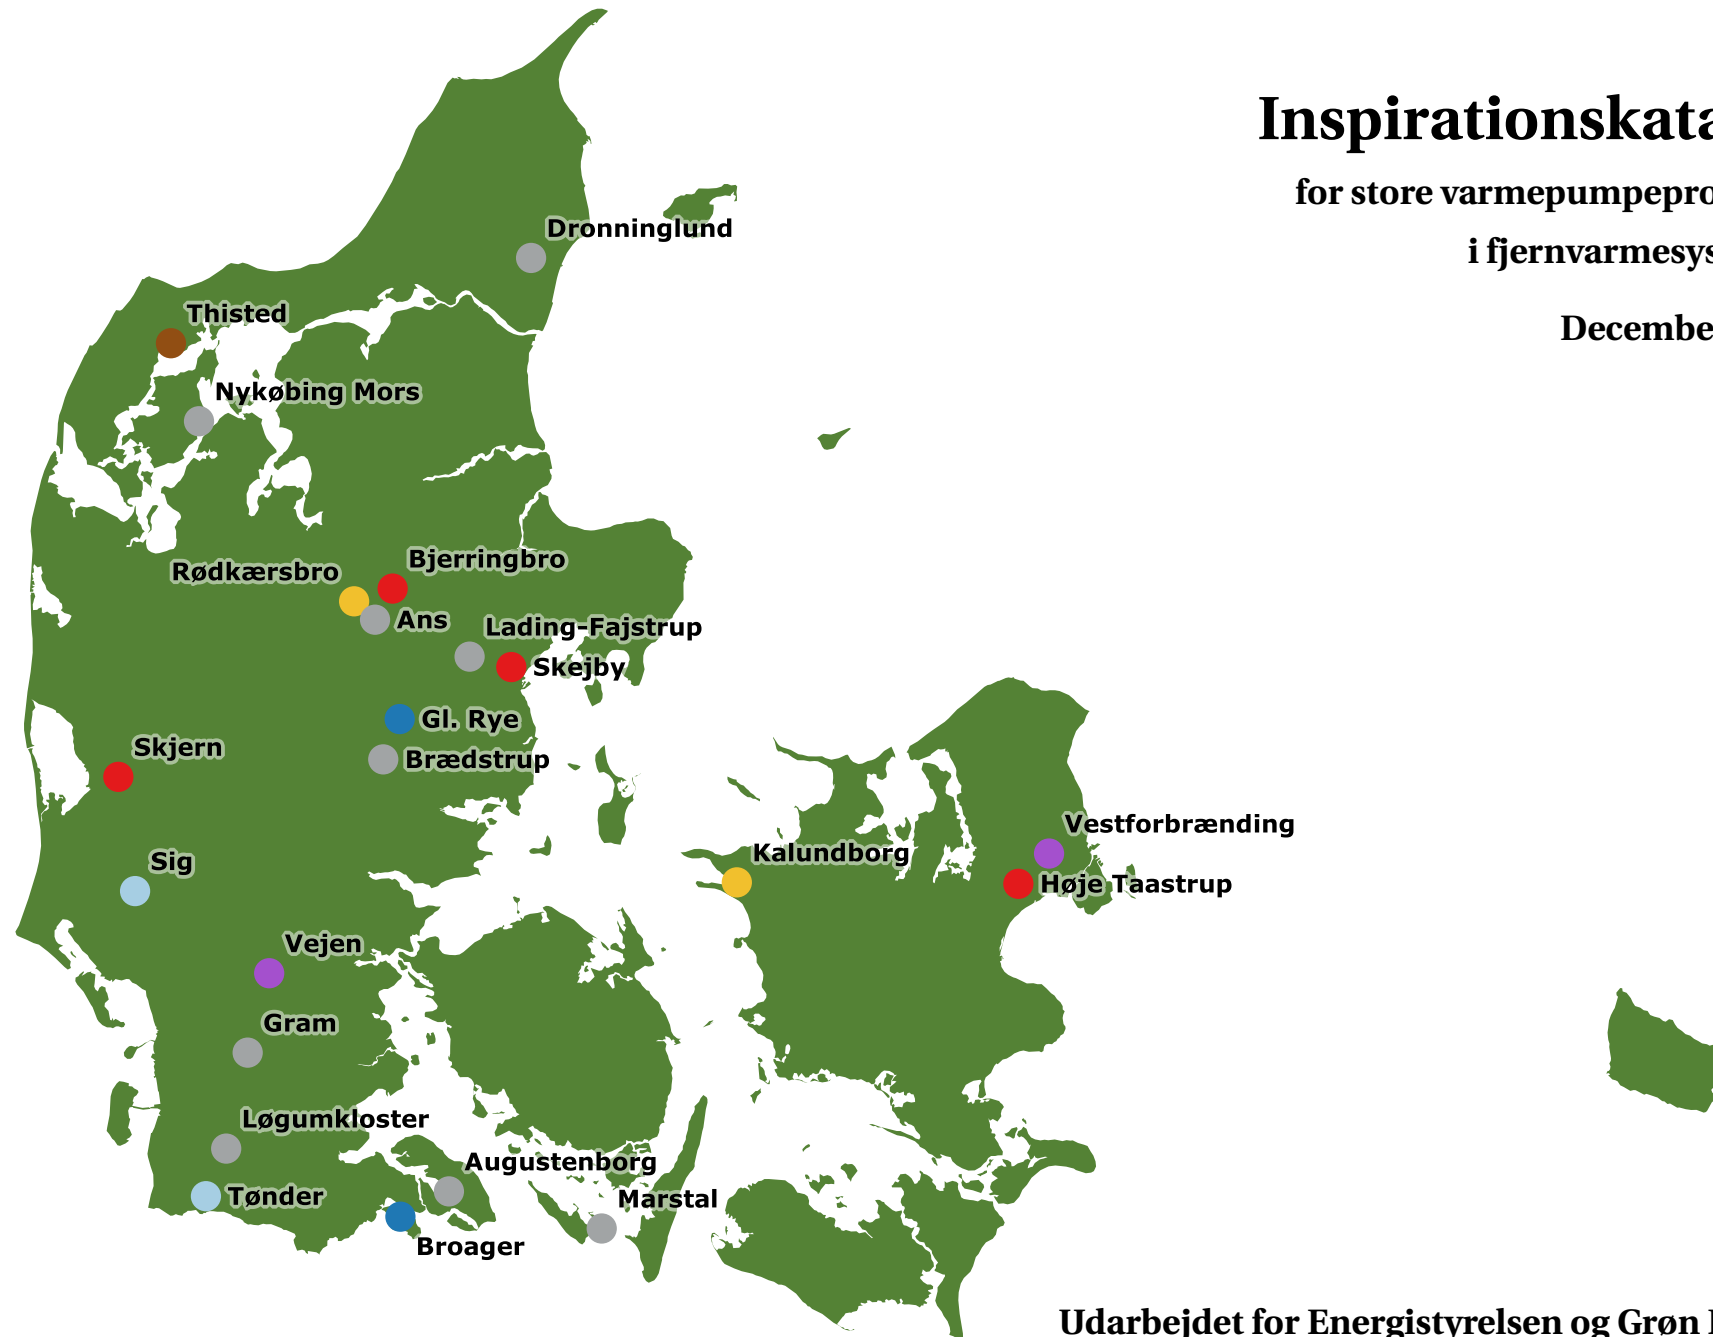 Inspirationskata
for store varmepumpepro
i fjernvarmesys
Decembe
Dronninglund
Thisted
Nykøbing Mors
Bjerringbro
Rødkærsbro
Ans
Lading-Fajstrup
Skejby
Gl. Rye
Skjern
Brædstrup
Vestforbrænding
Kalundborg
Sig
Høje Taastrup
Vejen
Gram
Løgumkloster
Augustenborg
Tønder
Marstal
Broager
Udarbejdet for Energistyrelsen og Grøn